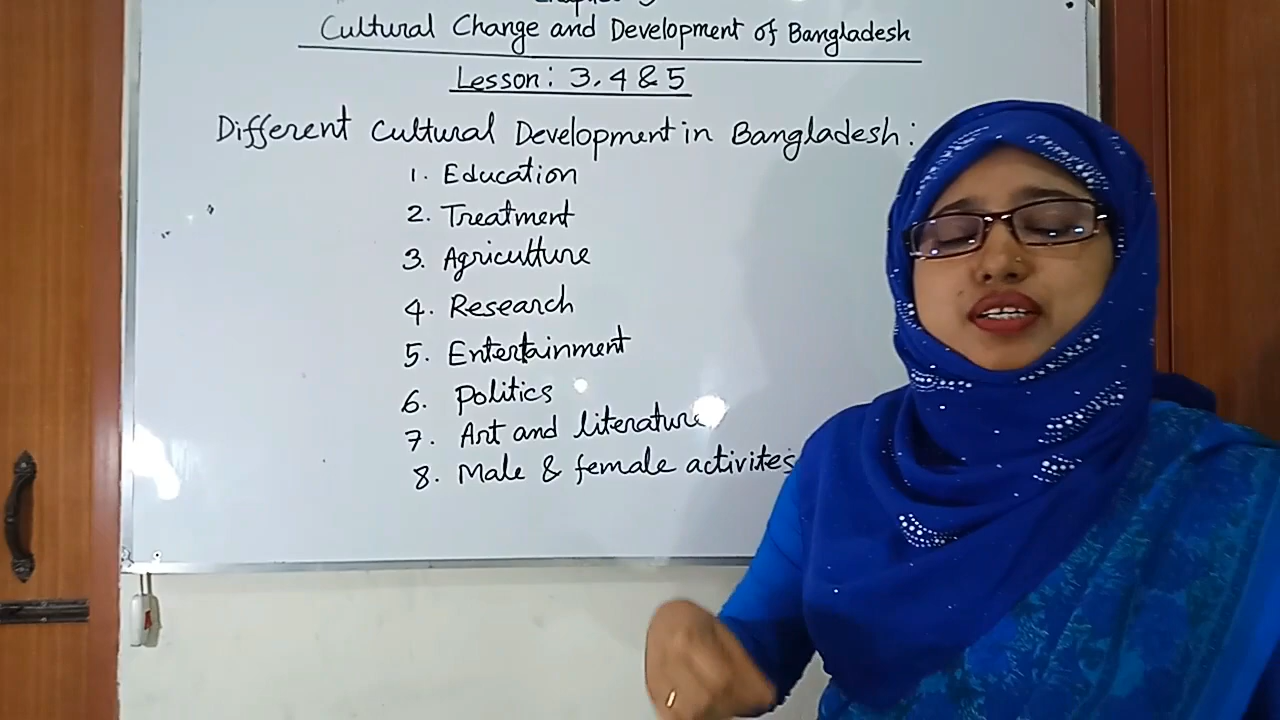 Cultural Change and Development of Bangladesh
Lesson: 3, 4 & 5
Different Cultural Development in Bangladesh:
1. Education
2. Treatment
3. Agriculture
4. Research
5. Entertainment
6. Politics
7. Art and literature
8. Male & female activites